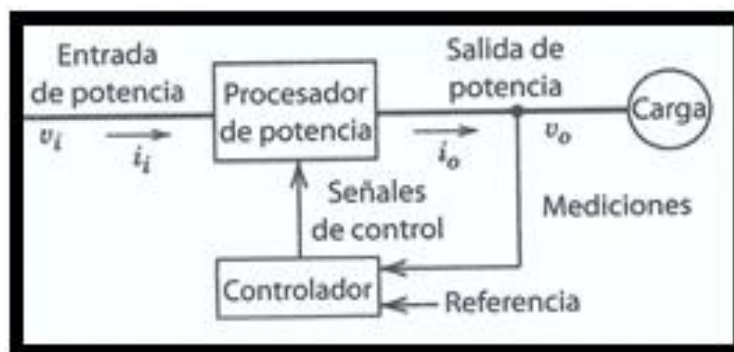 Entrada
de potencia
v_i
i_i
Procesador
de potencia
Salida de
potencia
i_o
v_o
Carga
Señales
de control
Mediciones
Controlador
Referencia